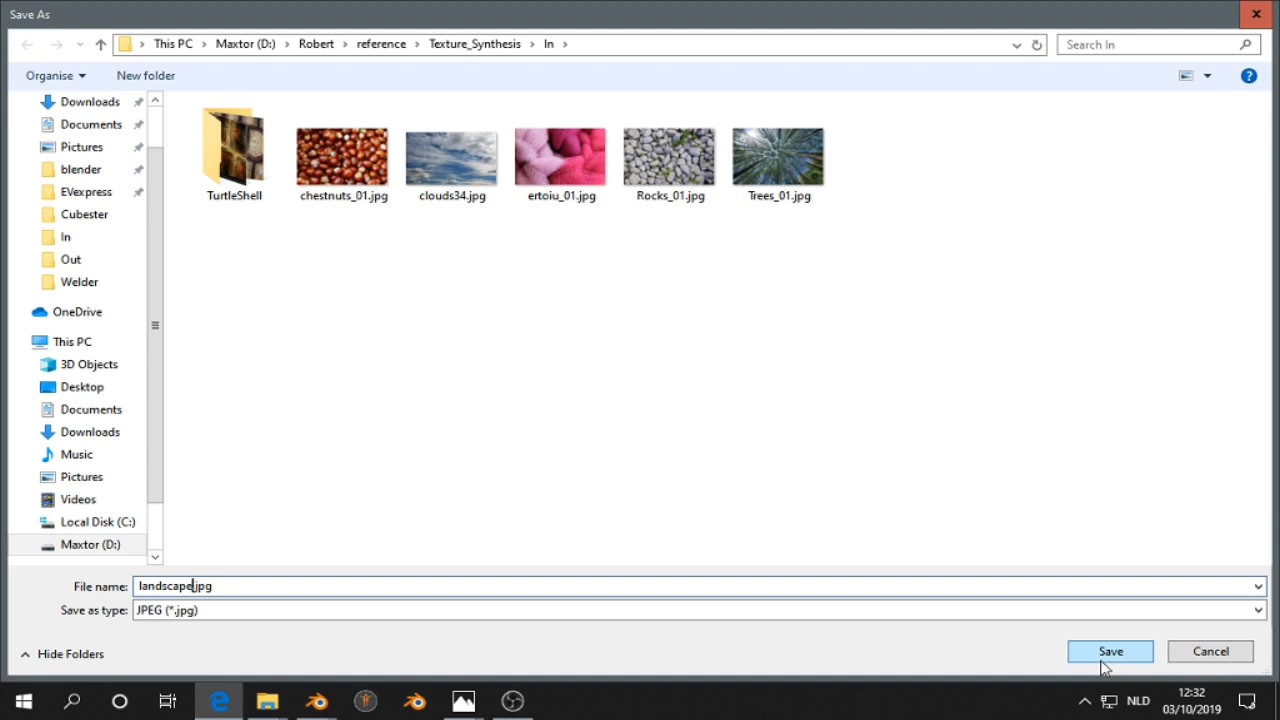 Save As
This PC Maxtor (D:) Robert reference Texture_Synthesis In
Search In
Organise
New folder
Downloads
Documents
Pictures
blender
EVexpress
Cubester
In
Out
Welder
OneDrive
This PC
3D Objects
Desktop
Documents
Downloads
Music
Pictures
Videos
Local Disk (C:)
Maxtor (D:)
TurtleShell
chestnuts_01.jpg
clouds34.jpg
ertoiu_01.jpg
Rocks_01.jpg
Trees_01.jpg
File name: landscape.jpg
Save as type: JPEG (*.jpg)
Hide Folders
Save
Cancel
NLD
12:32
03/10/2019